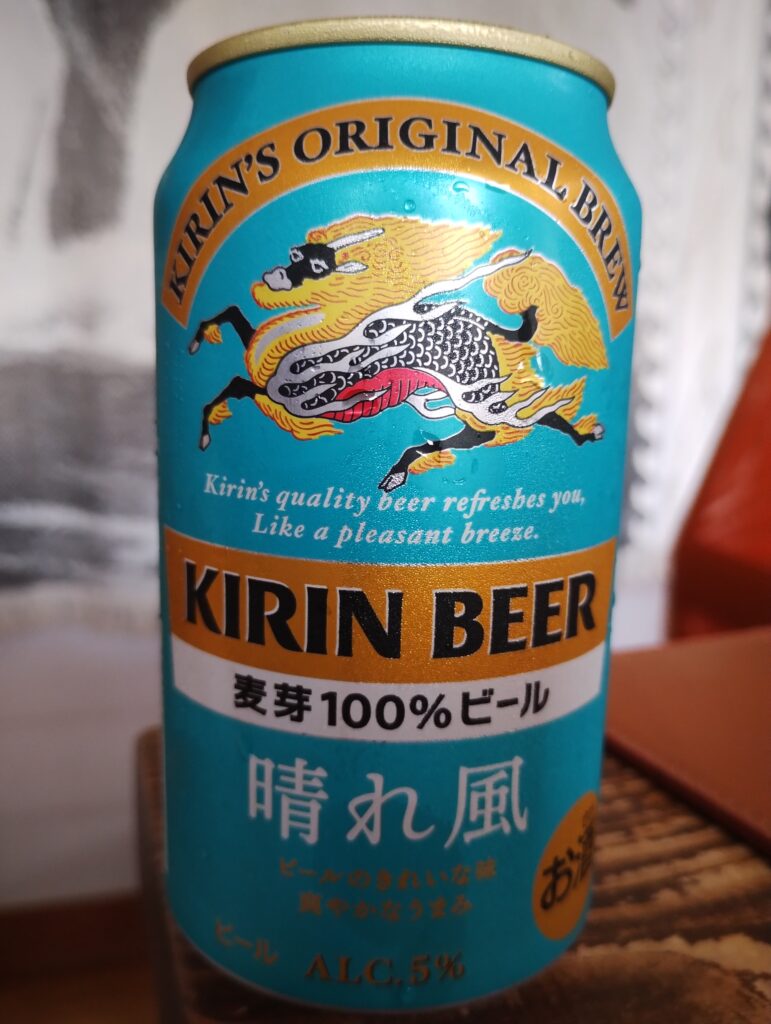 KIRIN'S ORIGINAL BREW
Kirin's quality beer refreshes you,
Like a pleasant breeze.
KIRIN BEER
麦芽100%ビール
晴れ風
ビールのきれいな味
爽やかなうまみ
お酒
ビール
ALC.5%